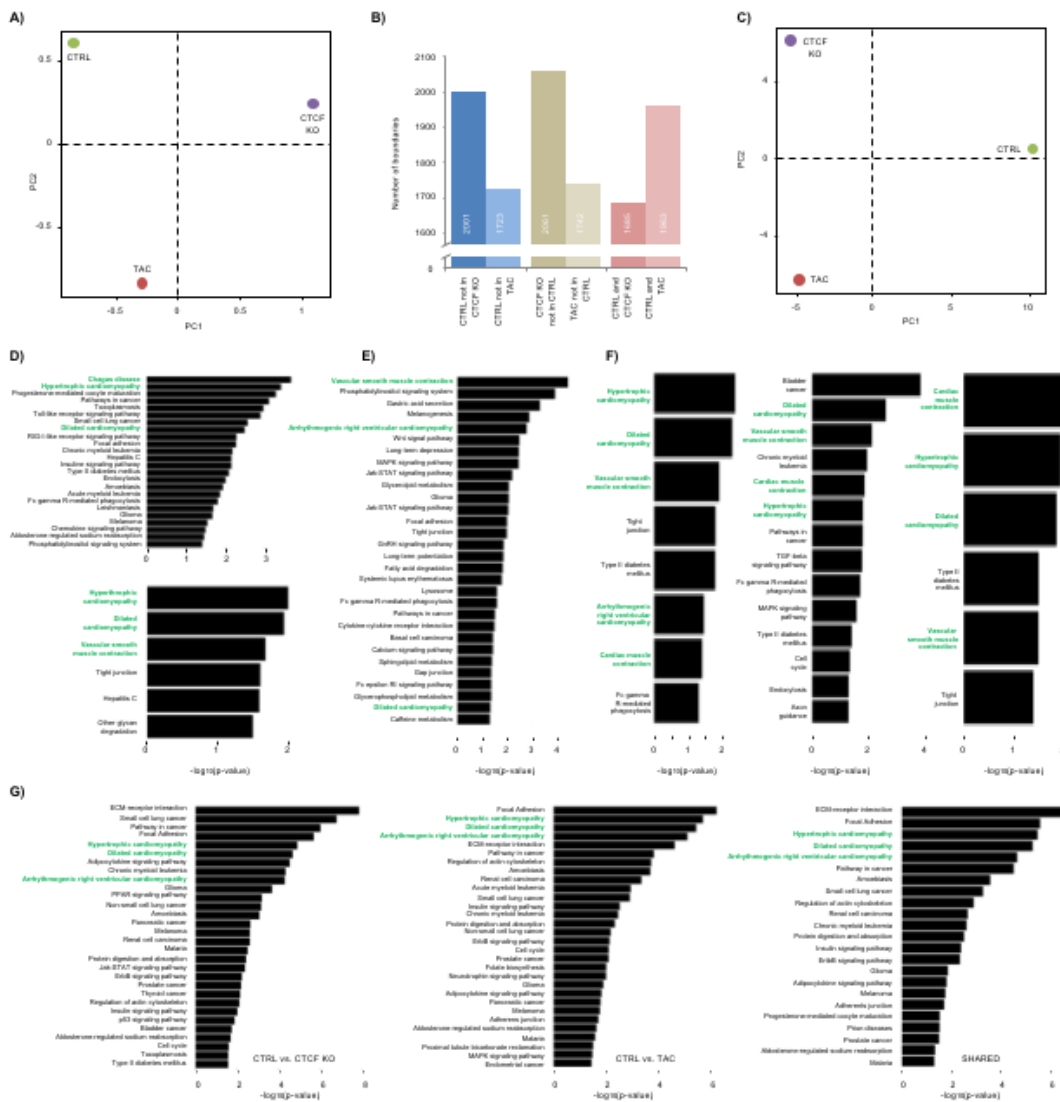 A)
CTRL
CTCF
KO
TAC
0.5
0
-0.5
-0.5
0
0.5
1
PC2
PC1
B)
Number of boundaries
2100
2000
1900
1800
1700
1600
0
2001
1723
2061
1742
1685
1963
CTRL not in
CTCF KO
CTRL not in
TAC
CTCF KO
not in CTRL
TAC not in
CTRL
CTRL and
CTCF KO
CTRL and
TAC
C)
CTCF
KO
CTRL
TAC
4
0
-4
-5
0
5
10
PC2
PC1
D)
Chagas disease
Hypertrophic cardiomyopathy
Progesterone-mediated oocyte maturation
Pathways in cancer
Toxoplasmosis
Toll-like receptor signaling pathway
Small cell lung cancer
Dilated cardiomyopathy
RIG-I-like receptor signaling pathway
Focal adhesion
Chronic myeloid leukemia
Hepatitis C
Insuline signaling pathway
Type II diabetes mellitus
Endocytosis
Amoebiasis
Acute myeloid leukemia
Fc gamma R-mediated phagocytosis
Leishmaniasis
Glioma
Melanoma
Chemokine signaling pathway
Aldosterone regulated sodium reabsorption
Phosphatidylinositol signaling system
0
1
2
3
Hyperthrophic
cardiomyopathy
Dilated
cardiomyopathy
Vascular smooth
muscle contraction
Tight junction
Hepatitis C
Other glycan
degradation
0
1
2
-log10(p-value)
E)
Vascular smooth muscle contraction
Phosphatidylinositol signaling system
Gastric acid secretion
Melanogenesis
Arrhythmogenic right ventricular cardiomyopathy
Wnt signal pathway
Long-term depression
MAPK signaling pathway
Jak-STAT signaling pathway
Glycerolipid metabolism
Glioma
Jak-STAT signaling pathway
Focal adhesion
Tight junction
GnRH signaling pathway
Long-term potentiation
Fatty acid degradation
Systemic lupus erythematosus
Lysosome
Fc gamma R-mediated phagocytosis
Pathways in cancer
Cytokine-cytokine receptor interaction
Basal cell carcinoma
Calcium signaling pathway
Sphingolipid metabolism
Gap junction
Fc epsilon RI signaling pathway
Glycerophospholipid metabolism
Dilated cardiomyopathy
Caffeine metabolism
0
1
2
3
4
-log10(p-value)
F)
Hypertrophic
cardiomyopathy
Dilated
cardiomyopathy
Vascular smooth
muscle contraction
Tight
junction
Type II diabetes
mellitus
Arrhythmogenic right
ventricular cardiomyopathy
Cardiac muscle
contraction
Fc gamma
R-mediated
phagocytosis
0
1
2
-log10(p-value)
Bladder
cancer
Dilated
cardiomyopathy
Vascular smooth
muscle contraction
Chronic myeloid
leukemia
Cardiac muscle
contraction
Hypertrophic
cardiomyopathy
Pathways in
cancer
TGF-beta
signaling pathway
Fc gamma R-mediated
phagocytosis
MAPK signaling
pathway
Type II diabetes
mellitus
Cell
cycle
Endocytosis
Axon
guidance
0
2
4
-log10(p-value)
Cardiac
muscle
contraction
Hypertrophic
cardiomyopathy
Dilated
cardiomyopathy
Type II
diabetes
mellitus
Vascular
smooth muscle
contraction
Tight
junction
0
1
-log10(p-value)
G)
ECM-receptor interaction
Small cell lung cancer
Pathway in cancer
Focal Adhesion
Hypertrophic cardiomyopathy
Dilated cardiomyopathy
Adipocytokine signaling pathway
Chronic myeloid leukemia
Arrhythmogenic right ventricular cardiomyopathy
Glioma
PPAR signaling pathway
Non-small cell lung cancer
Amoebiasis
Pancreatic cancer
Melanoma
Renal cell carcinoma
Malaria
Protein digestion and absorption
Jak-STAT signaling pathway
ErbB signaling pathway
Prostate cancer
Thyroid cancer
Regulation of actin cytoskeleton
Insulin signaling pathway
p53 signaling pathway
Bladder cancer
Aldosterone-regulated sodium reabsorption
Cell cycle
Toxoplasmosis
Type II diabetes mellitus
CTRL vs. CTCF KO
0
2
4
6
8
-log10(p-value)
Focal Adhesion
Hypertrophic cardiomyopathy
Dilated cardiomyopathy
Arrhythmogenic right ventricular cardiomyopathy
ECM-receptor interaction
Pathway in cancer
Regulation of actin cytoskeleton
Amoebiasis
Renal cell carcinoma
Acute myeloid leukemia
Small cell lung cancer
Insulin signaling pathway
Chronic myeloid leukemia
Protein digestion and absorption
Non-small cell lung cancer
ErbB signaling pathway
Cell cycle
Prostate cancer
Folate biosynthesis
Neurotrophin signaling pathway
Glioma
Adipocytokine signaling pathway
Pancreatic cancer
Melanoma
Adherens junction
Aldosterone regulated sodium reabsorption
Malaria
Proximal tubule bicarbonate reclamation
MAPK signaling pathway
Endometrial cancer
CTRL vs. TAC
0
2
4
6
-log10(p-value)
ECM-receptor interaction
Focal Adhesion
Hypertrophic cardiomyopathy
Dilated cardiomyopathy
Arrhythmogenic right ventricular cardiomyopathy
Pathway in cancer
Amoebiasis
Small cell lung cancer
Regulation of actin cytoskeleton
Renal cell carcinoma
Chronic myeloid leukemia
Protein digestion and absorption
Insulin signaling pathway
ErbB signaling pathway
Glioma
Adipocytokine signaling pathway
Melanoma
Adherens junction
Progesterone-mediated oocyte maturation
Prion diseases
Prostate cancer
Aldosterone regulated sodium reabsorption
Malaria
SHARED
0
2
4
6
-log10(p-value)